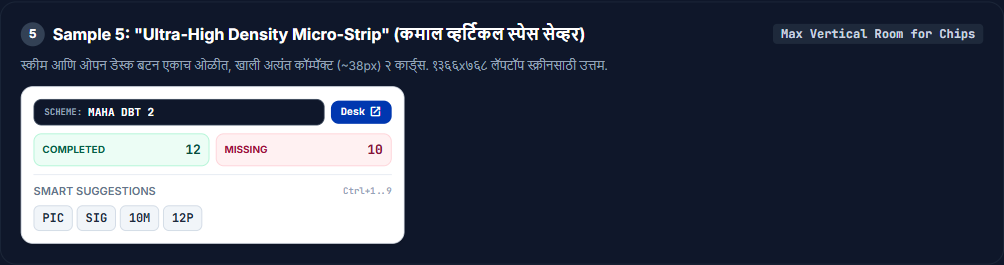 5 Sample 5: "Ultra-High Density Micro-Strip" (कमाल व्हर्टिकल स्पेस सेव्हर) Max Vertical Room for Chips
स्कीम आणि ओपन डेस्क बटन एकाच ओळीत, खाली अत्यंत कॉम्पॅक्ट (~38px) २ कार्ड्स. १३६६x७६८ लॅपटॉप स्क्रीनसाठी उत्तम.
SCHEME: MAHA DBT 2 Desk
COMPLETED 12 MISSING 10
SMART SUGGESTIONS Ctrl+1..9
PIC SIG 10M 12P